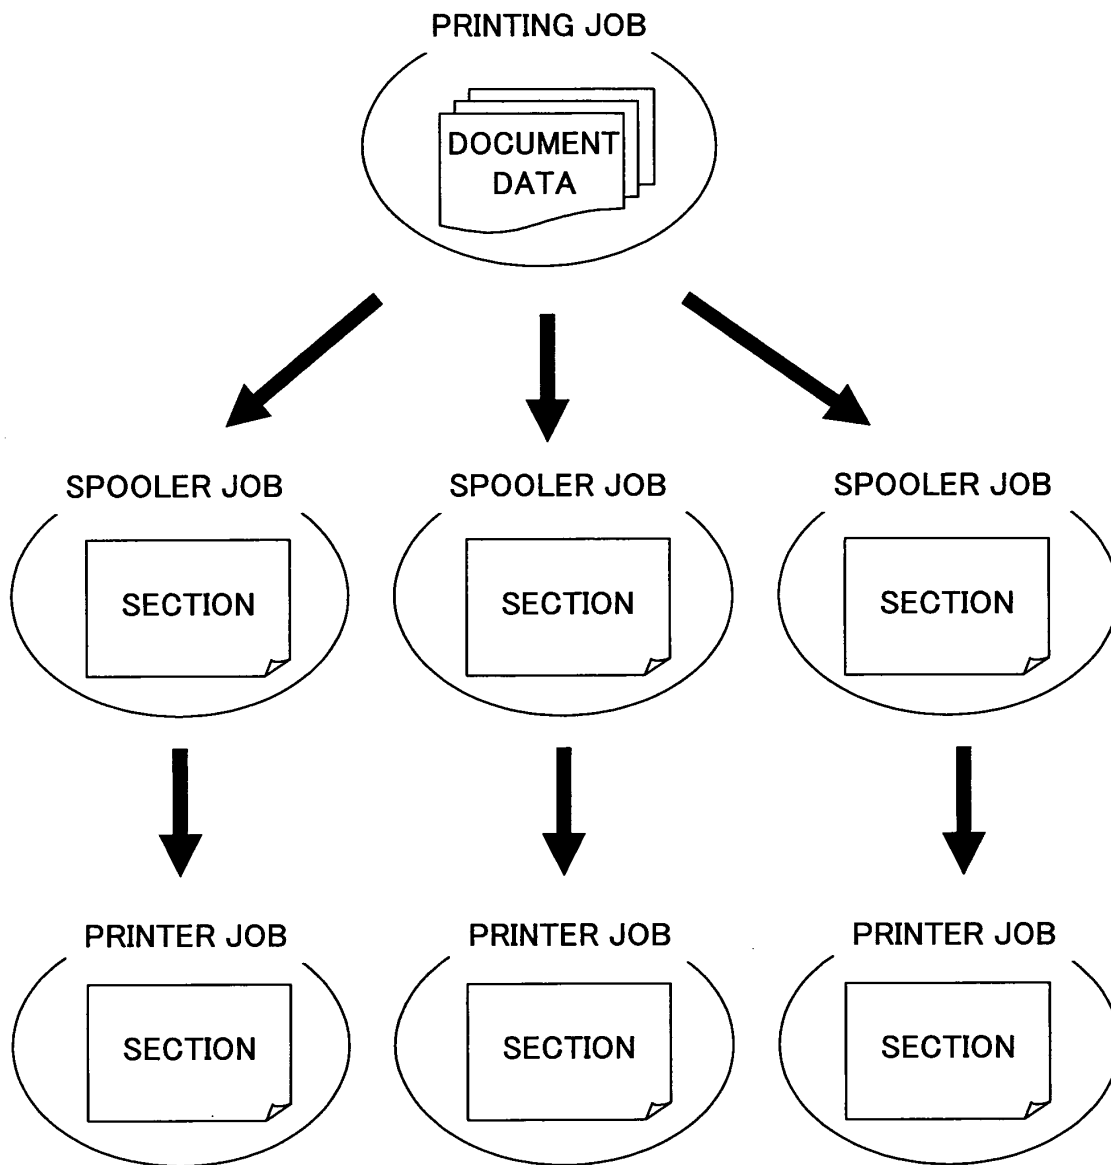 PRINTING JOB
DOCUMENT
DATA
SPOOLER JOB
SPOOLER JOB
SPOOLER JOB
SECTION
SECTION
SECTION
PRINTER JOB
PRINTER JOB
PRINTER JOB
SECTION
SECTION
SECTION